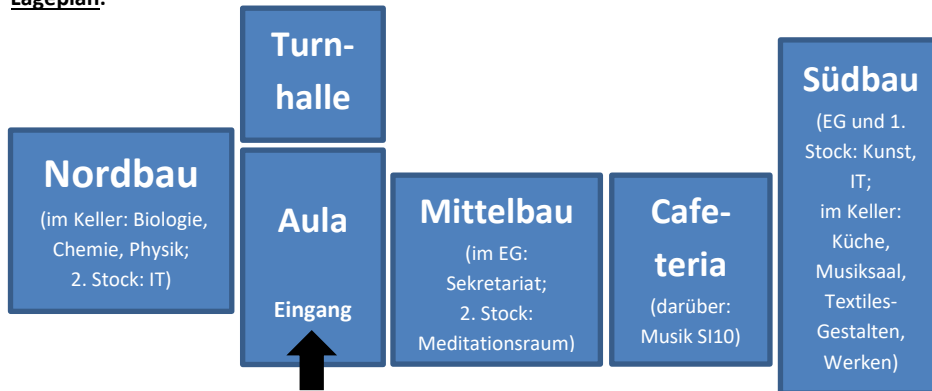 Lageplan:
Turn-
halle
Nordbau
(im Keller: Biologie,
Chemie, Physik;
2. Stock: IT)
Aula
Eingang
Mittelbau
(im EG:
Sekretariat;
2. Stock:
Meditationsraum)
Cafe-
teria
(darüber:
Musik SI10)
Südbau
(EG und 1.
Stock: Kunst,
IT;
im Keller:
Küche,
Musiksaal,
Textiles-
Gestalten,
Werken)